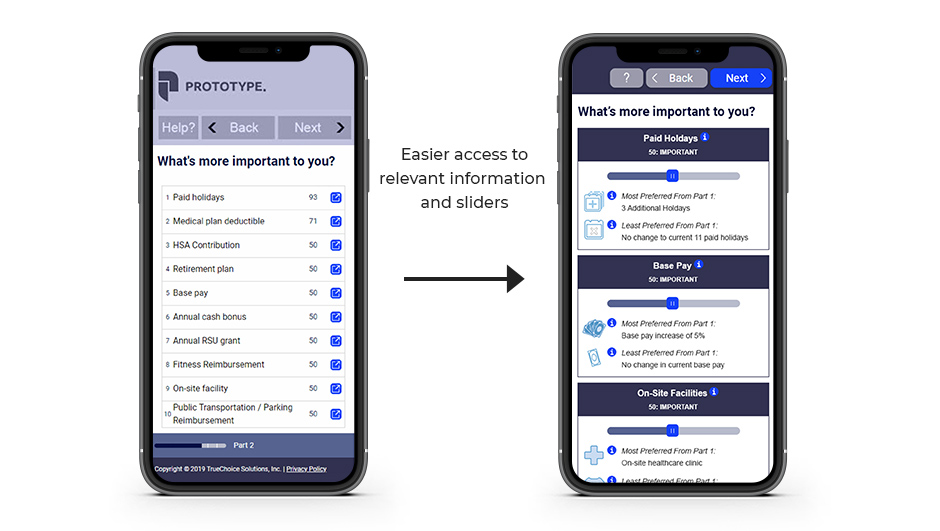 PROTOTYPE.
Help?
Back
Next
What's more important to you?
1 Paid holidays 93
2 Medical plan deductible 71
3 HSA Contribution 50
4 Retirement plan 50
5 Base pay 50
6 Annual cash bonus 50
7 Annual RSU grant 50
8 Fitness Reimbursement 50
9 On-site facility 50
10 Public Transportation / Parking
Reimbursement 50
Part 2
Copyright © 2019 TrueChoice Solutions, Inc. | Privacy Policy
Easier access to
relevant information
and sliders
?
Back
Next
What's more important to you?
Paid Holdays i
50: IMPORTANT
i Most Preferred From Part 1:
3 Additional Holdays
i Least Preferred From Part 1:
No change to current 11 paid holidays
Base Pay i
50: IMPORTANT
i Most Preferred From Part 1:
Base pay increase of 5%
i Least Preferred From Part 1:
No change in current base pay
On-Site Facilities i
50: IMPORTANT
i Most Preferred From Part 1:
On-site healthcare clinic
i Least Preferred From Part 1: